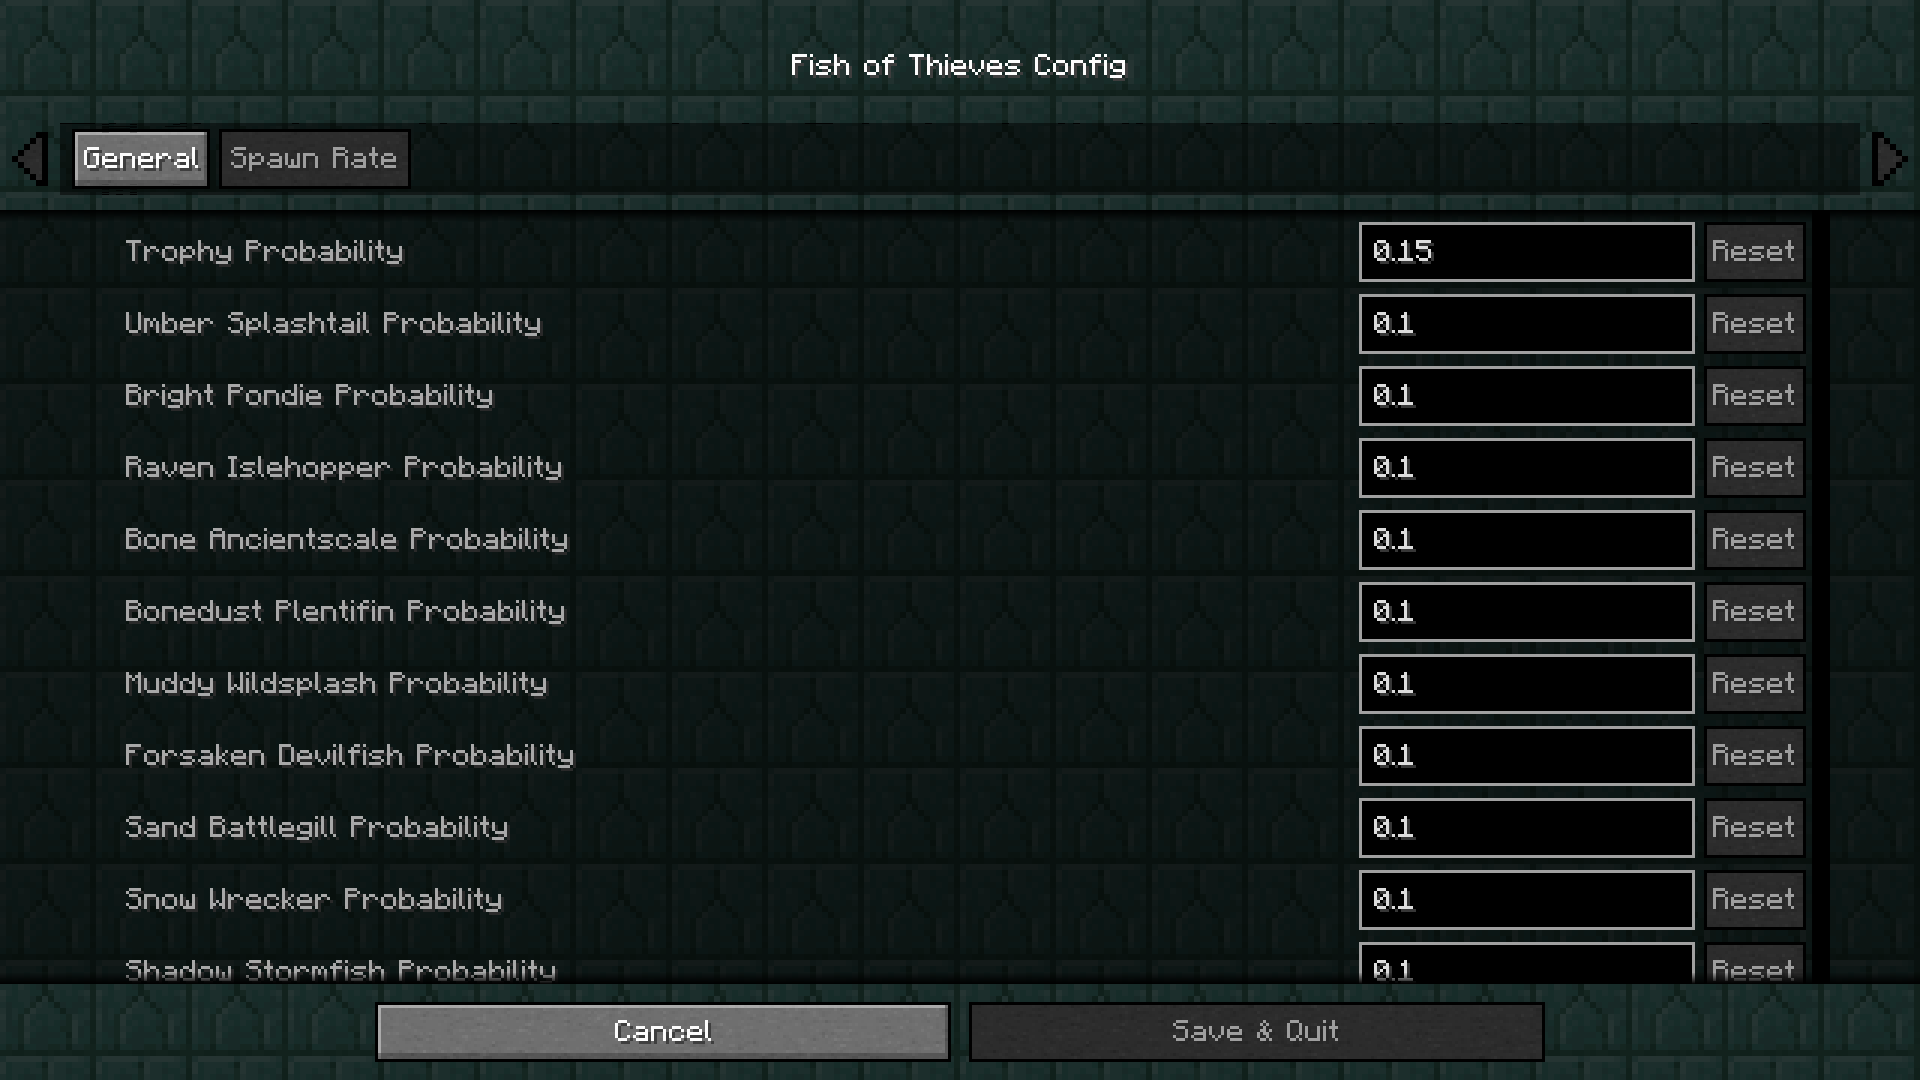 Fish of Thieves Config
General Spawn Rate
Trophy Probability 0.15 Reset
Umber Splashtail Probability 0.1 Reset
Bright Pondie Probability 0.1 Reset
Raven Islehopper Probability 0.1 Reset
Bone Ancientscale Probability 0.1 Reset
Bonedust Plentifin Probability 0.1 Reset
Muddy Wildsplash Probability 0.1 Reset
Forsaken Devilfish Probability 0.1 Reset
Sand Battlegill Probability 0.1 Reset
Snow Wrecker Probability 0.1 Reset
Shadow Stormfish Probability 0.1 Reset
Cancel Save & Quit